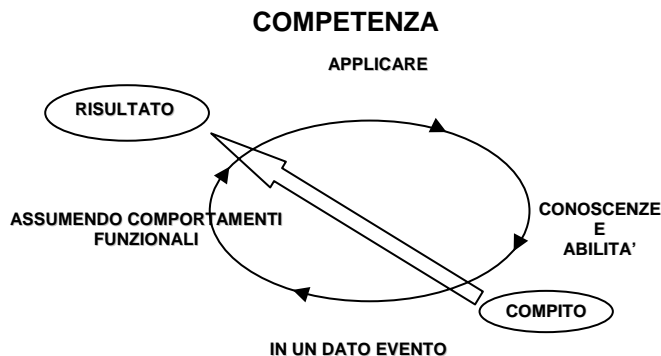 COMPETENZA
APPLICARE
RISULTATO
CONOSCENZE
E
ABILITA’
ASSUMENDO COMPORTAMENTI
FUNZIONALI
COMPITO
IN UN DATO EVENTO